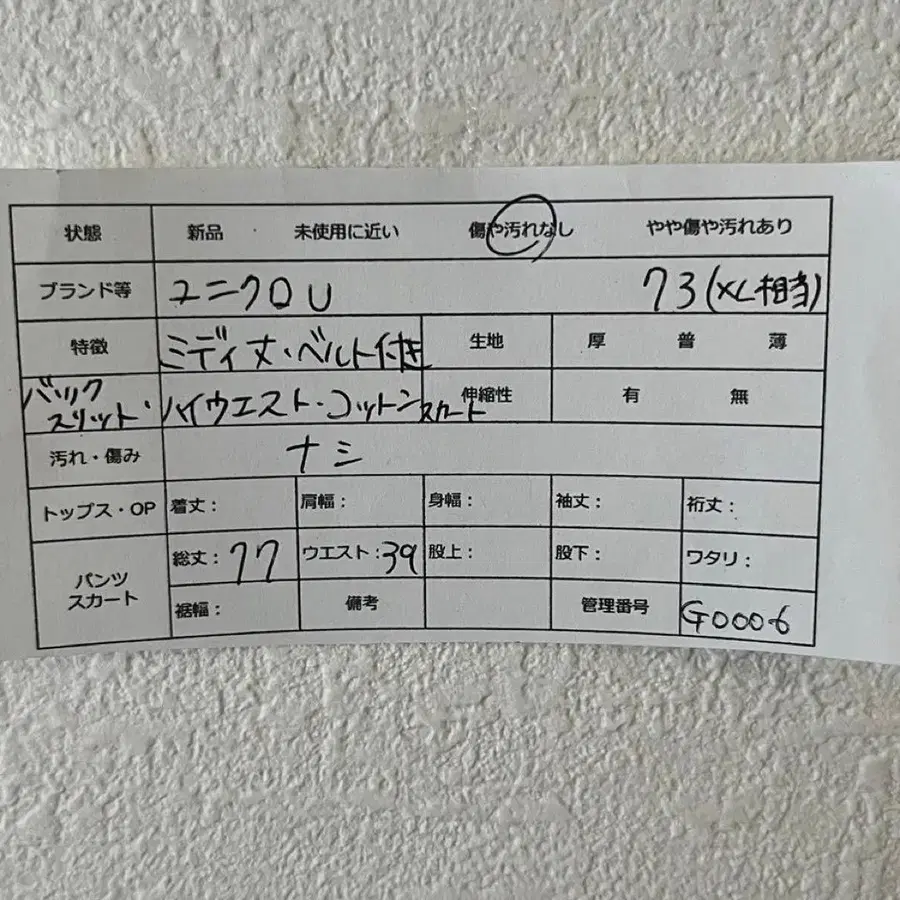 状態 新品 未使用に近い 傷や汚れなし やや傷や汚れあり
ブランド等 ユニクロU 73(XL相当)
特徴 ミディ丈・ベルト付き 生地 厚 普 薄
バックスリット・ハイウエスト・コットンスカート 伸縮性 有 無
汚れ・傷み ナシ
トップス・OP 着丈: 肩幅: 身幅: 袖丈: 裄丈:
パンツ スカート 総丈:77 ウエスト:39 股上: 股下: ワタリ:
裾幅: 備考 管理番号 G0006